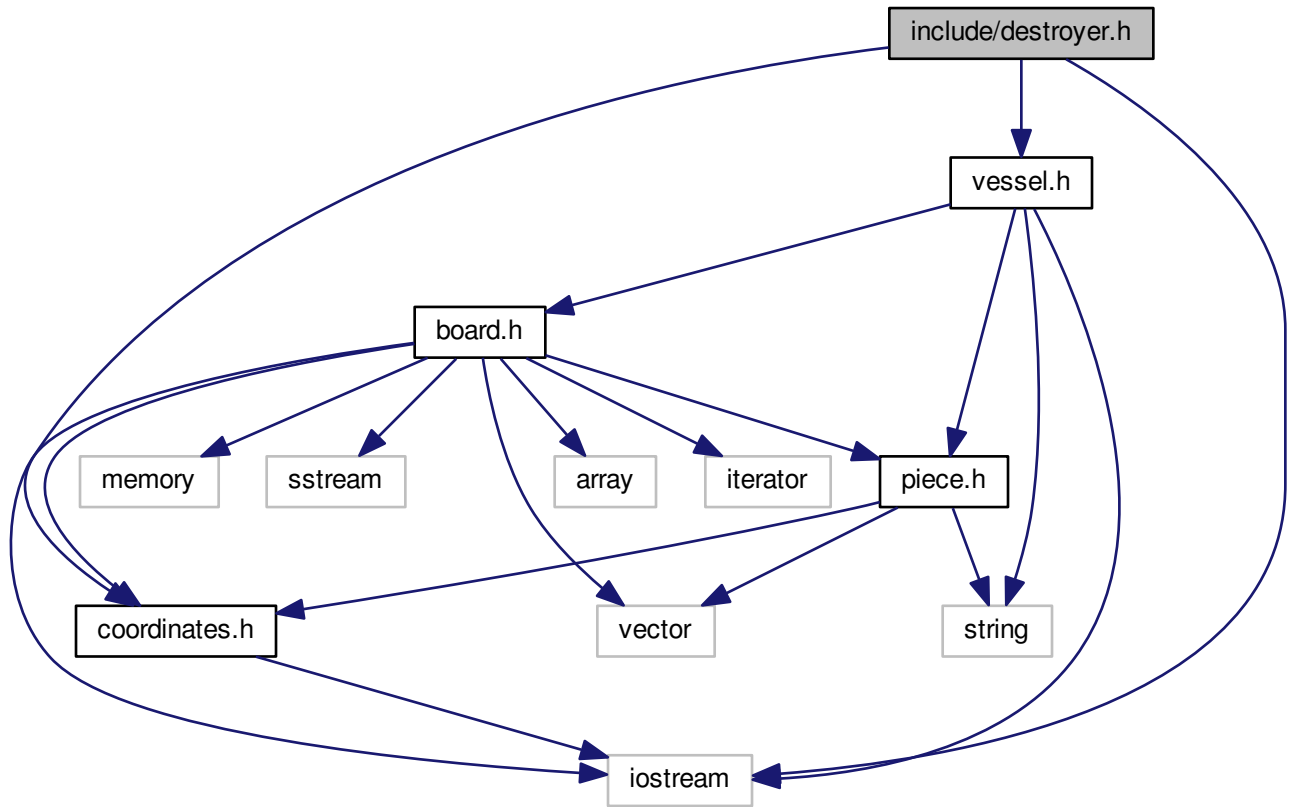 include/destroyer.h
vessel.h
board.h
memory
sstream
array
iterator
piece.h
coordinates.h
vector
string
iostream